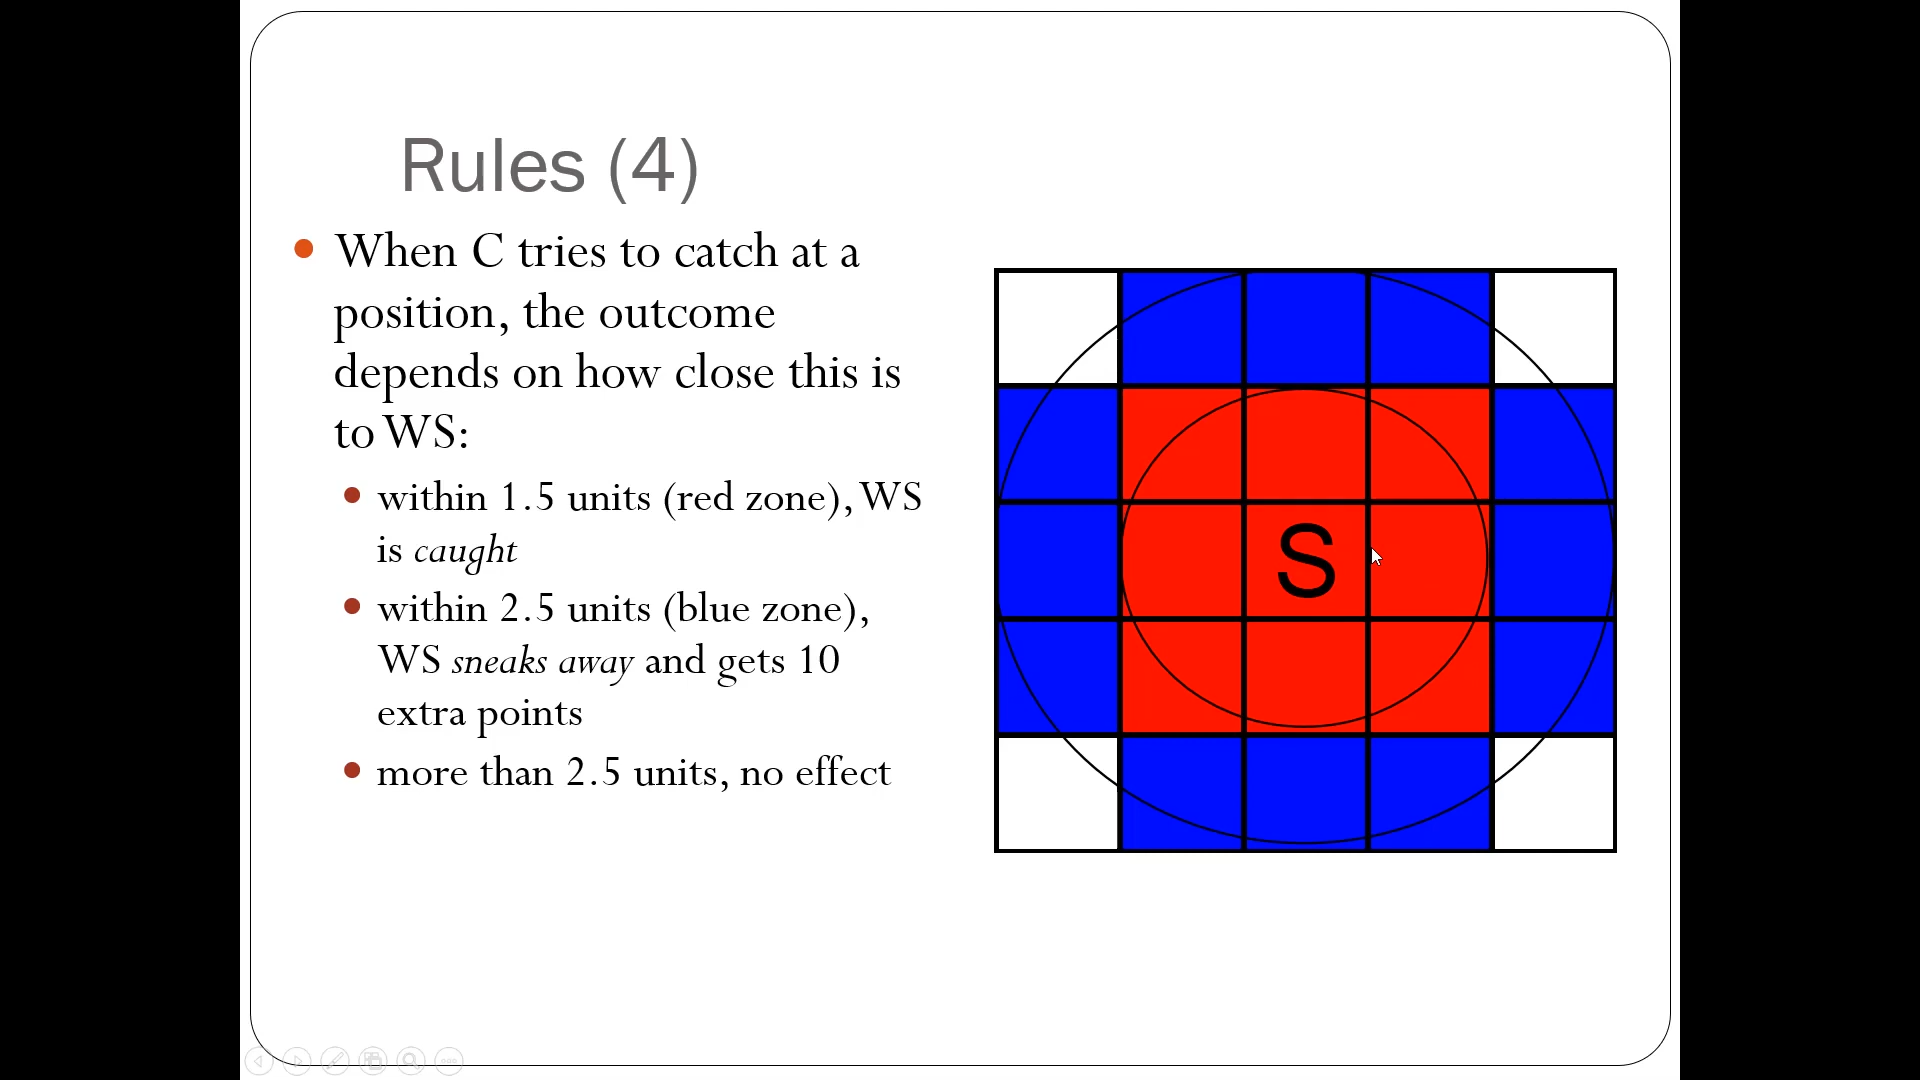 Rules (4)
When C tries to catch at a
position, the outcome
depends on how close this is
to WS:
within 1.5 units (red zone), WS
is caught
within 2.5 units (blue zone),
WS sneaks away and gets 10
extra points
more than 2.5 units, no effect
S